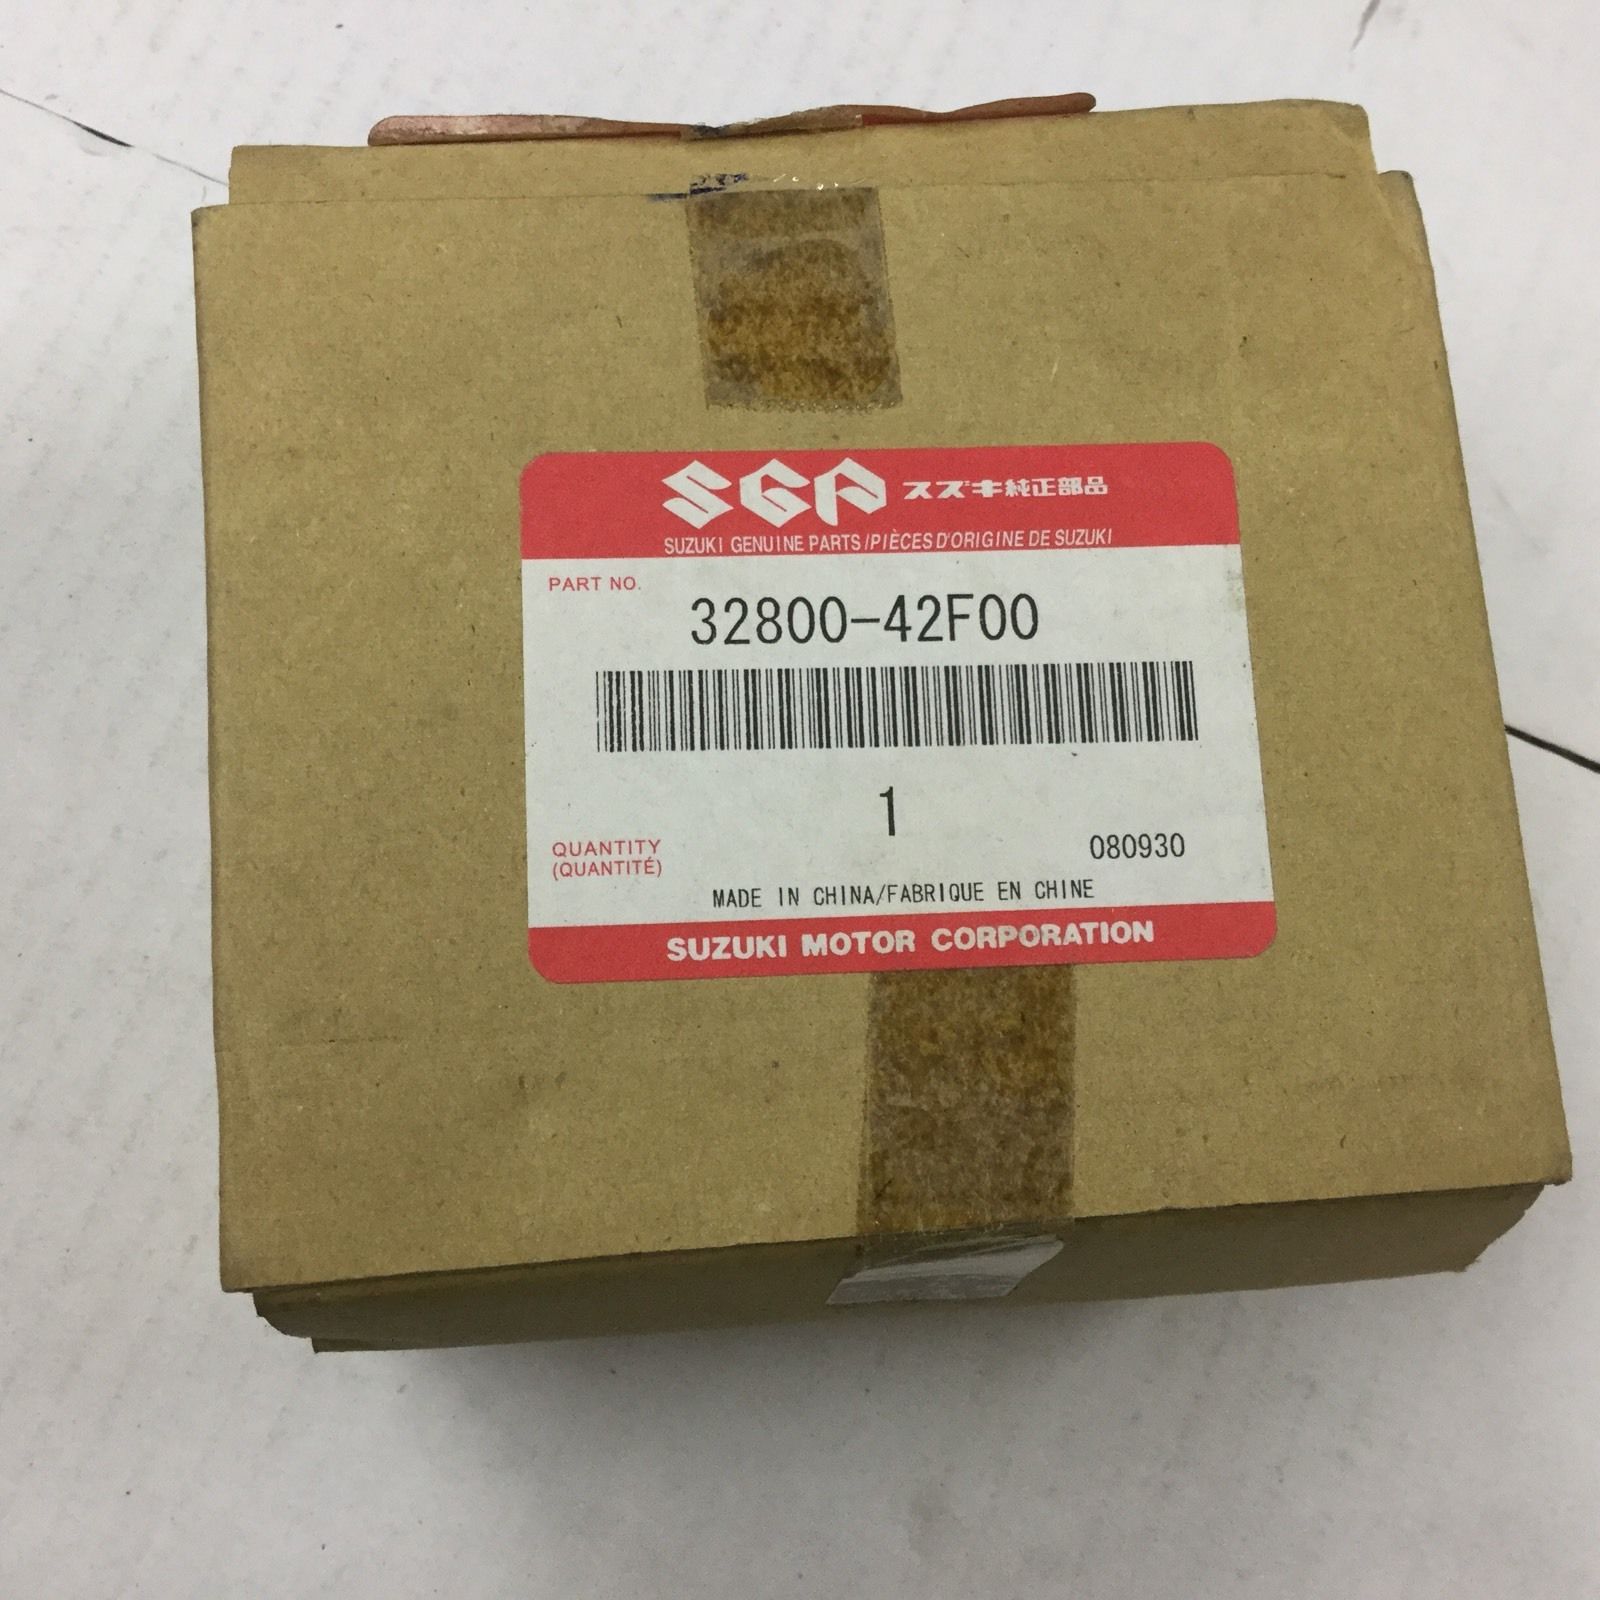 SGP スズキ純正部品
SUZUKI GENUINE PARTS/PIÈCES D'ORIGINE DE SUZUKI
PART NO.
32800-42F00
1
QUANTITY
(QUANTITÉ)
080930
MADE IN CHINA/FABRIQUE EN CHINE
SUZUKI MOTOR CORPORATION